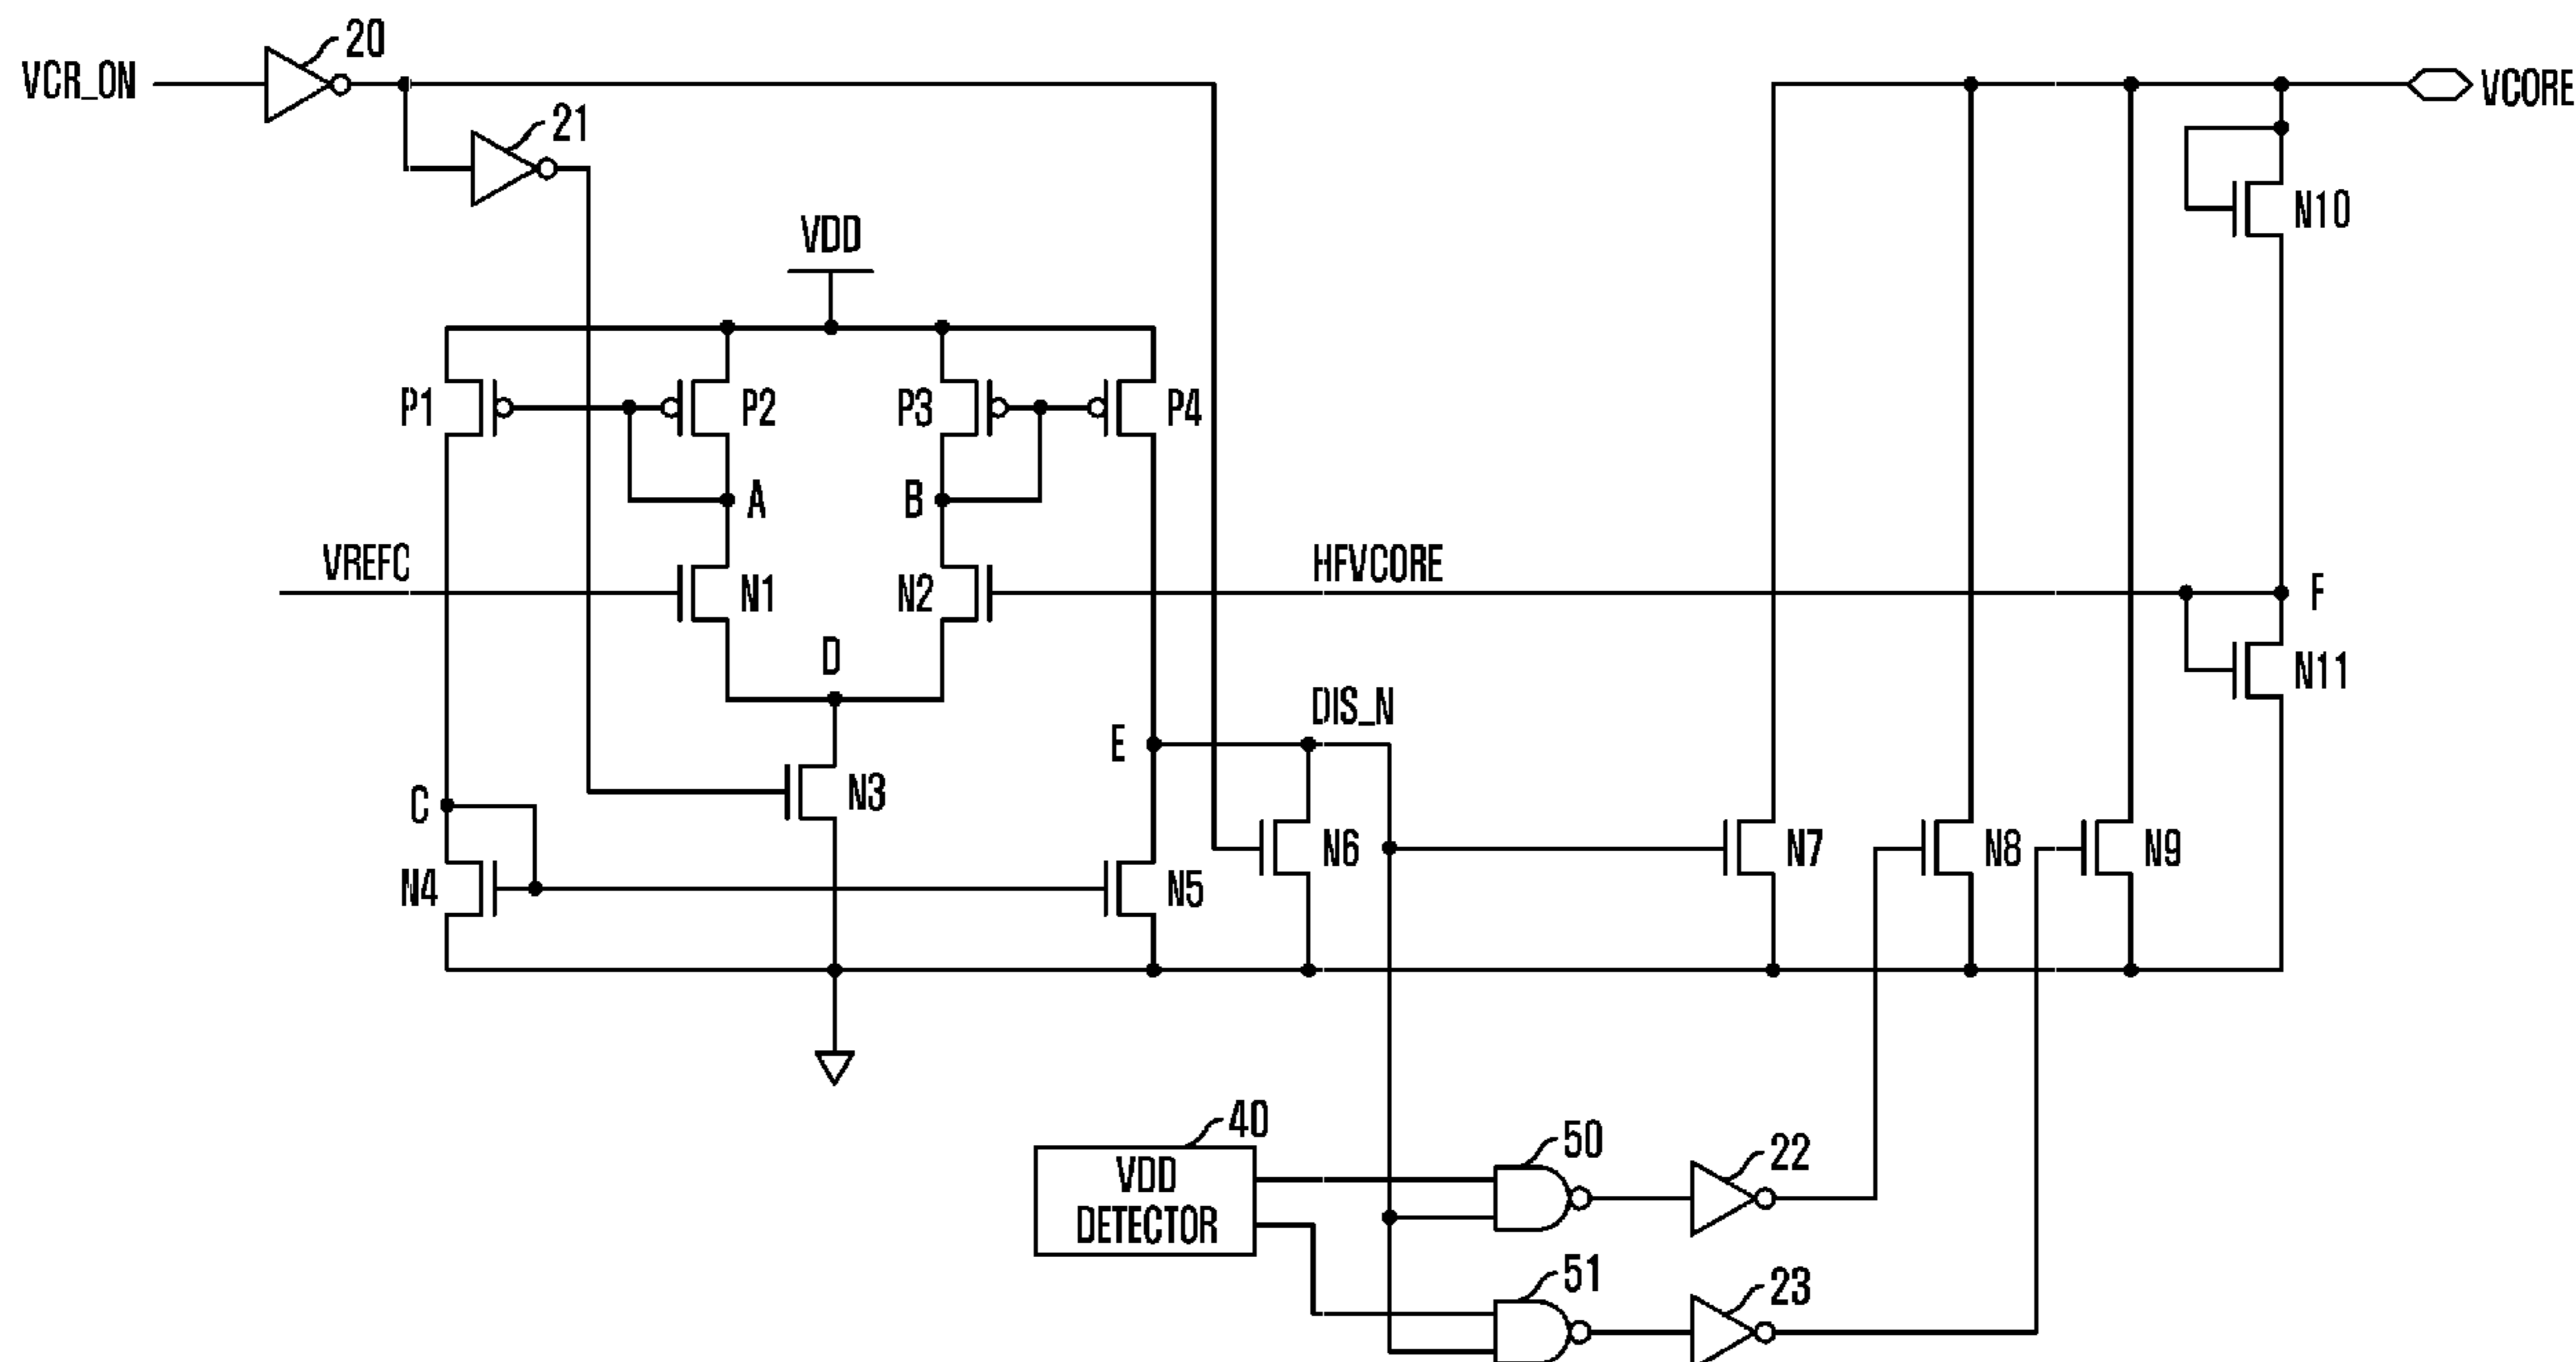 20
VCR_ON
VCORE
21
N10
VDD
P1
P2
P3
P4
A
B
VREFC
HFVCORE
N1
N2
F
D
N11
DIS_N
E
C
N3
N6
N7
N8
N9
N4
N5
40
VDD
DETECTOR
50
22
51
23